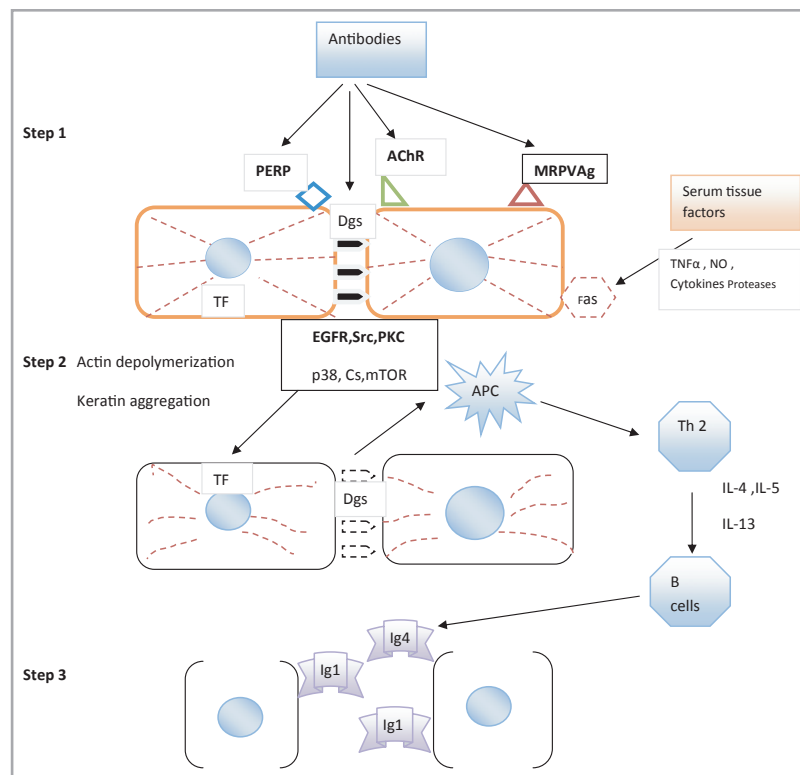 Antibodies
Step 1
PERP
AChR
MRPVAg
Serum tissue
factors
Dgs
TNFα , NO ,
Cytokines Proteases
TF
Fas
EGFR,Src,PKC
p38, Cs,mTOR
Step 2 Actin depolymerization
Keratin aggregation
APC
Th 2
TF
Dgs
IL-4 ,IL-5
IL-13
B
cells
Ig4
Ig1
Step 3
Ig1